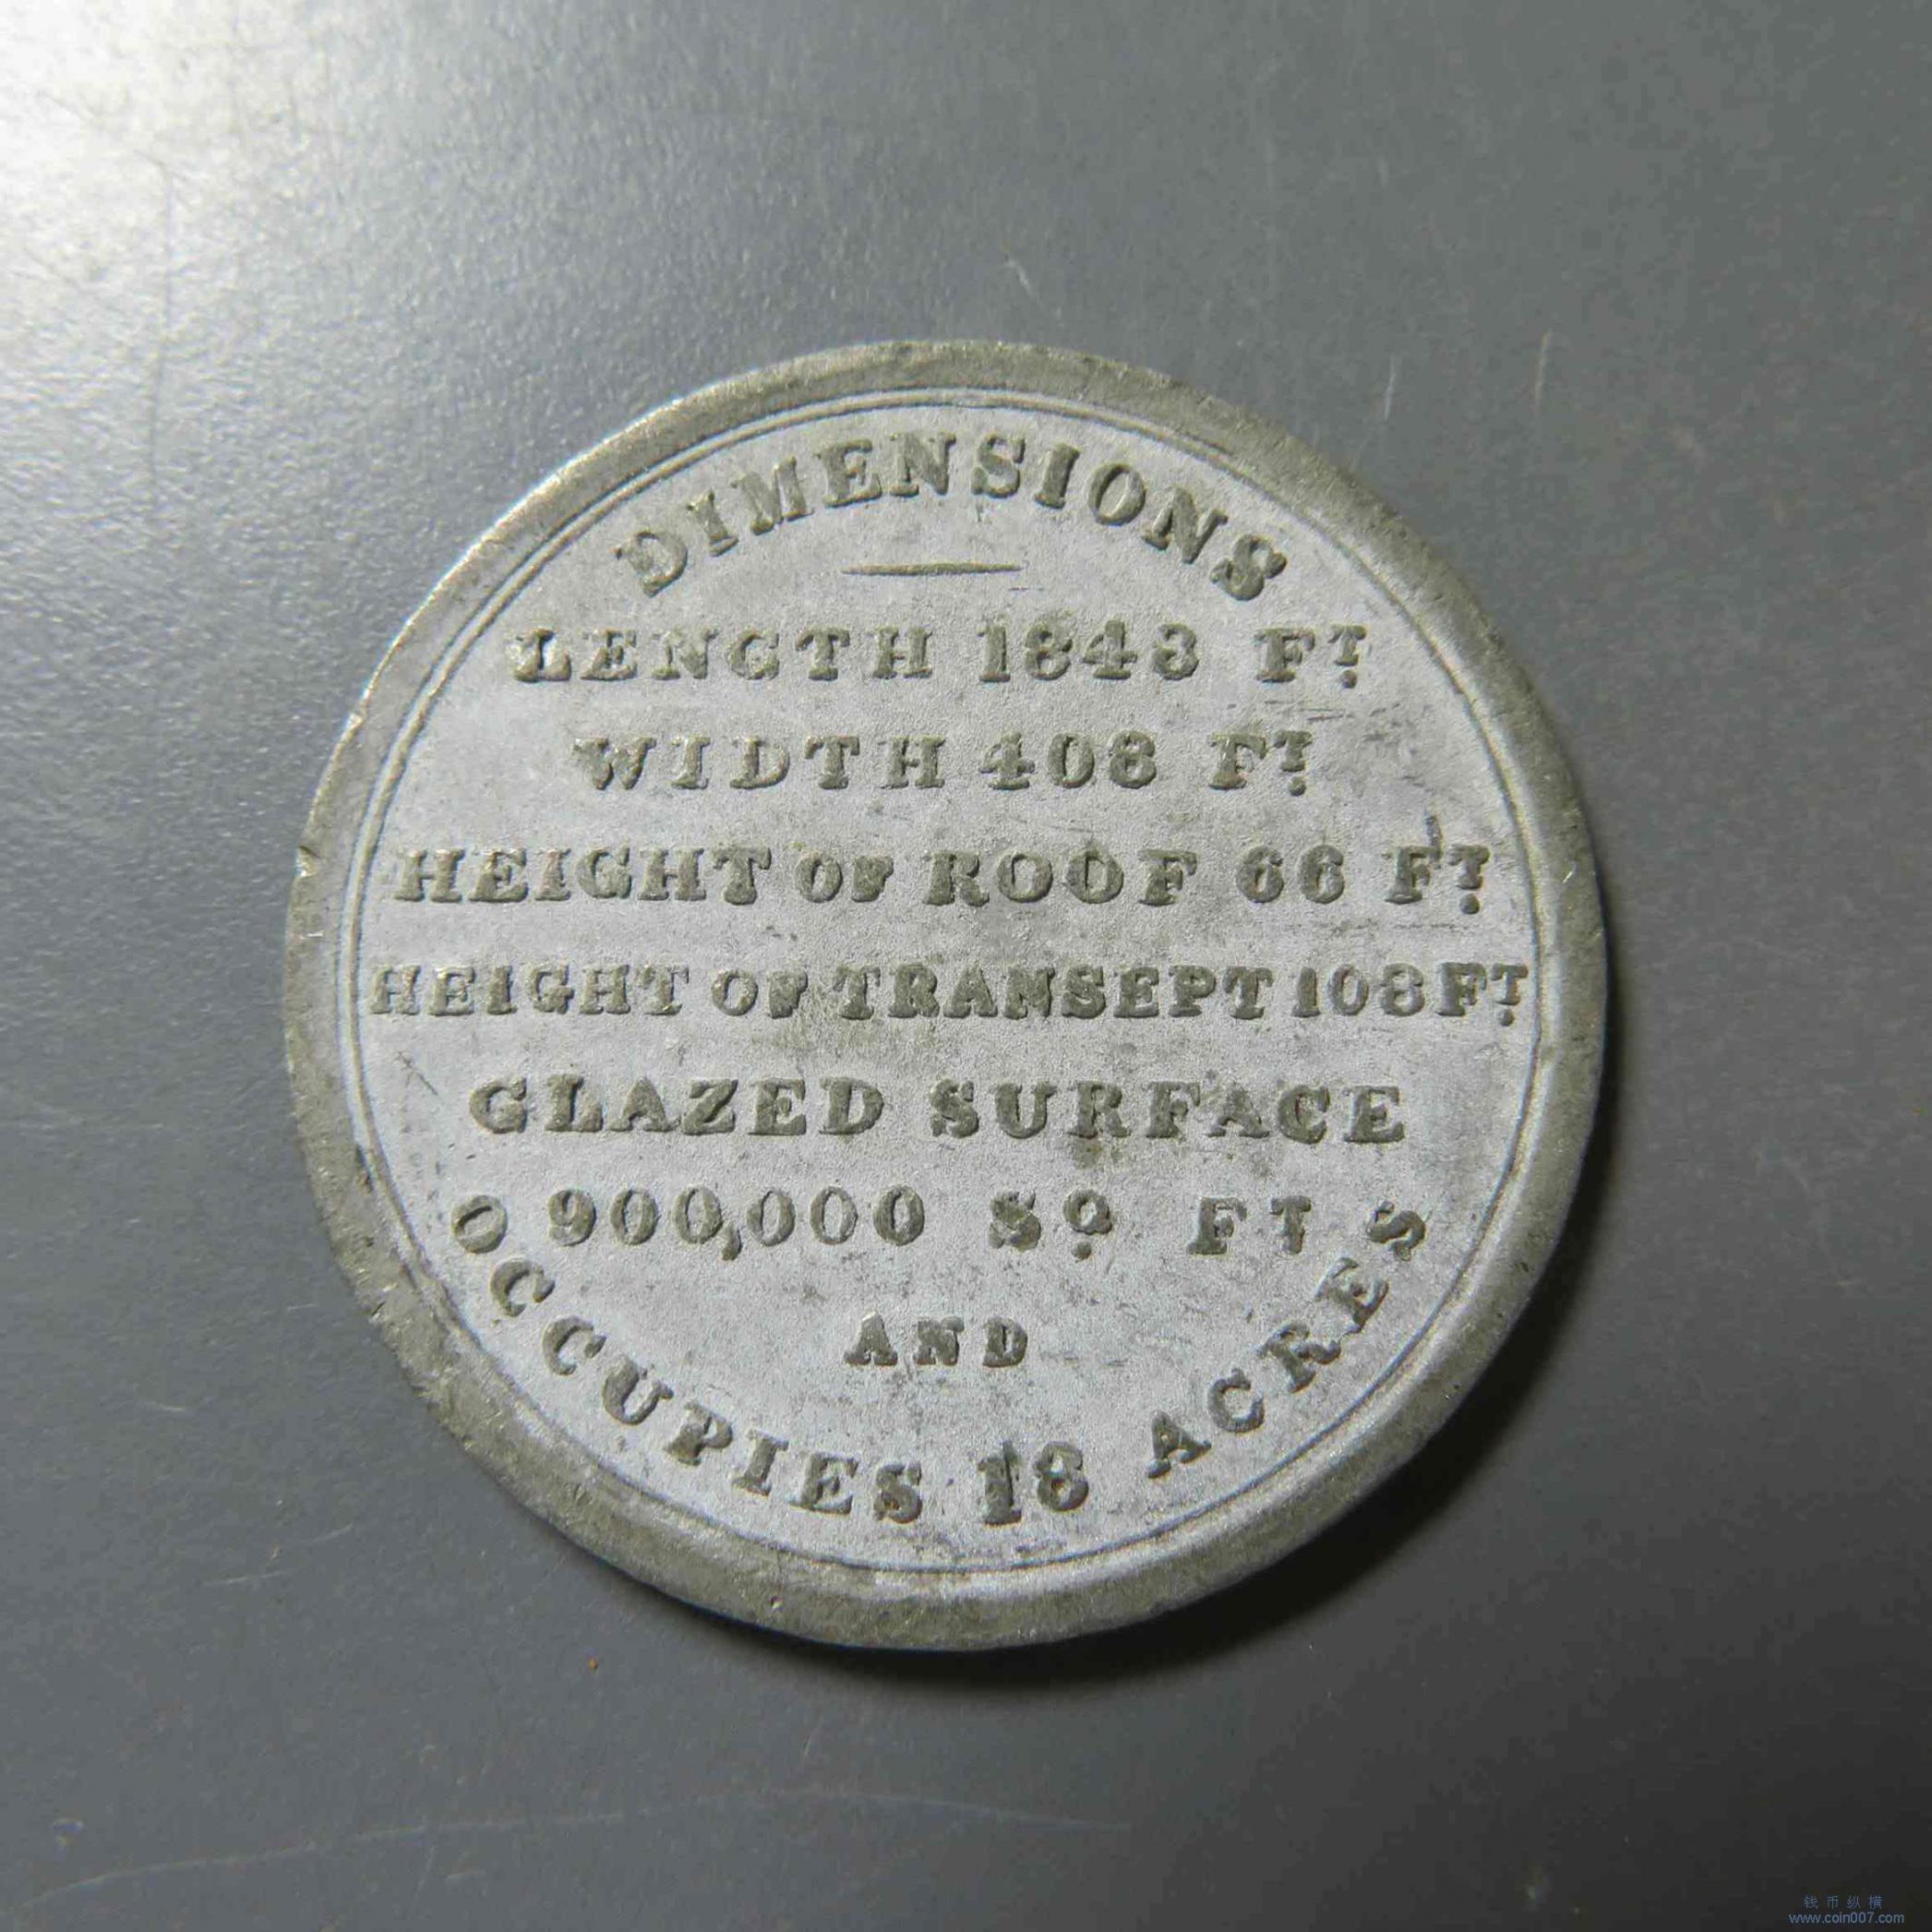 DIMENSIONS
LENGTH 1848 FT.
WIDTH 408 FT.
HEIGHT OF ROOF 66 FT.
HEIGHT OF TRANSEPT 108 FT.
GLAZED SURFACE
900,000 SQ. FT
AND
OCCUPIES 18 ACRES
钱币纵横
www.coin007.com